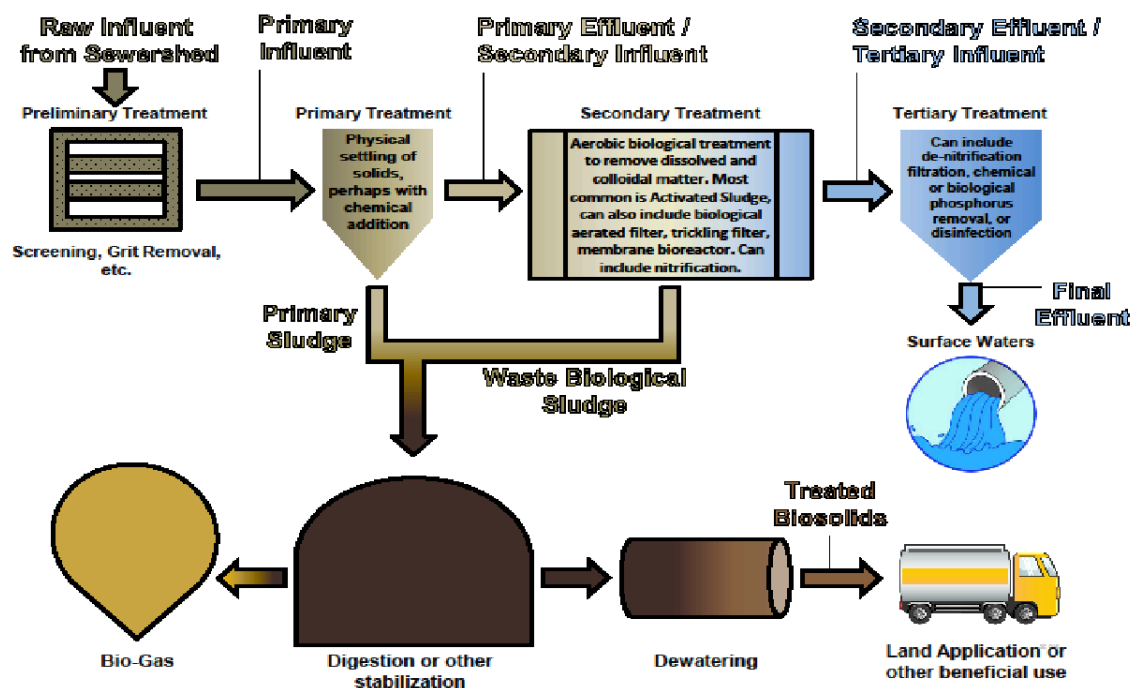 Raw Influent
from Sewershed
Primary
Influent
Primary Effluent /
Secondary Influent
Secondary Effluent /
Tertiary Influent
Preliminary Treatment
Primary Treatment
Secondary Treatment
Tertiary Treatment
Physical
settling of
solids,
perhaps with
chemical
addition
Aerobic biological treatment
to remove dissolved and
colloidal matter. Most
common is Activated Sludge,
can also include biological
aerated filter, trickling filter,
membrane bioreactor. Can
include nitrification.
Can include
de-nitrification
filtration, chemical
or biological
phosphorus
removal, or
disinfection
Screening, Grit Removal,
etc.
Primary
Sludge
Waste Biological
Sludge
Final
Effluent
Surface Waters
Treated
Biosolids
Bio-Gas
Digestion or other
stabilization
Dewatering
Land Application or
other beneficial use